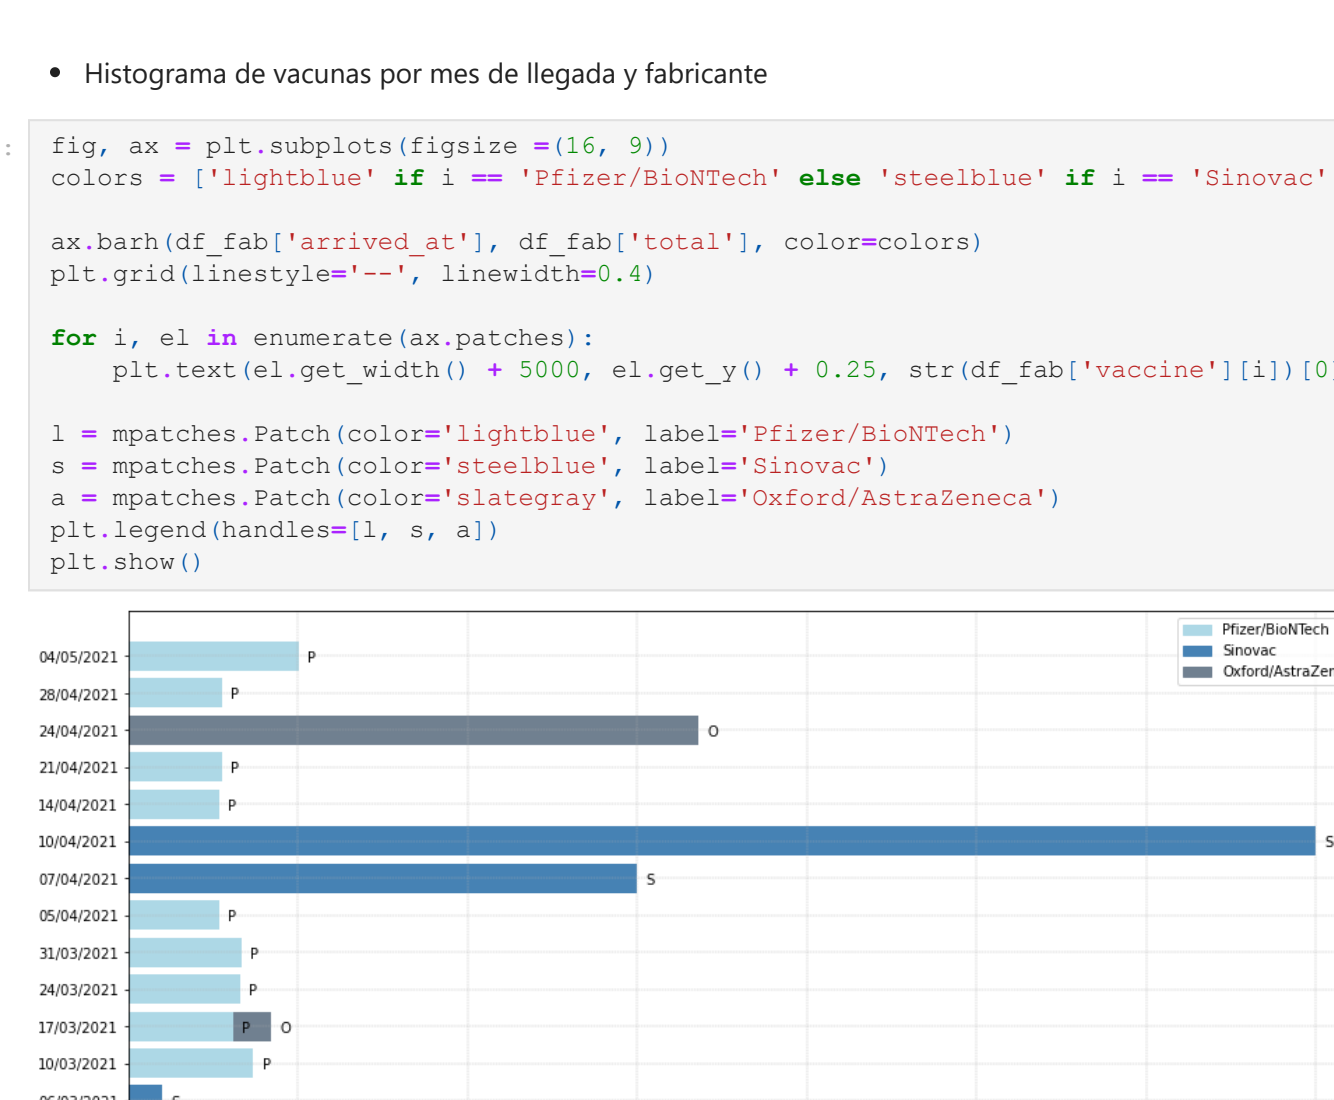 Histograma de vacunas por mes de llegada y fabricante
:
fig, ax = plt.subplots(figsize =(16, 9))
colors = ['lightblue' if i == 'Pfizer/BioNTech' else 'steelblue' if i == 'Sinovac'
ax.barh(df_fab['arrived_at'], df_fab['total'], color=colors)
plt.grid(linestyle='--', linewidth=0.4)
for i, el in enumerate(ax.patches):
plt.text(el.get_width() + 5000, el.get_y() + 0.25, str(df_fab['vaccine'][i])[0]
l = mpatches.Patch(color='lightblue', label='Pfizer/BioNTech')
s = mpatches.Patch(color='steelblue', label='Sinovac')
a = mpatches.Patch(color='slategray', label='Oxford/AstraZeneca')
plt.legend(handles=[l, s, a])
plt.show()
Pfizer/BioNTech
Sinovac
Oxford/AstraZen
04/05/2021 P
28/04/2021 P
24/04/2021 O
21/04/2021 P
14/04/2021 P
10/04/2021 S
07/04/2021 S
05/04/2021 P
31/03/2021 P
24/03/2021 P
17/03/2021 P O
10/03/2021 P
06/03/2021 S